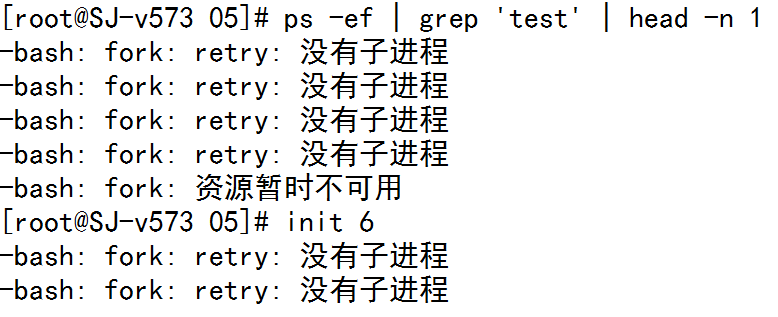 [root@SJ-v573 05]# ps -ef | grep 'test' | head -n 1
-bash: fork: retry: 没有子进程
-bash: fork: retry: 没有子进程
-bash: fork: retry: 没有子进程
-bash: fork: retry: 没有子进程
-bash: fork: 资源暂时不可用
[root@SJ-v573 05]# init 6
-bash: fork: retry: 没有子进程
-bash: fork: retry: 没有子进程